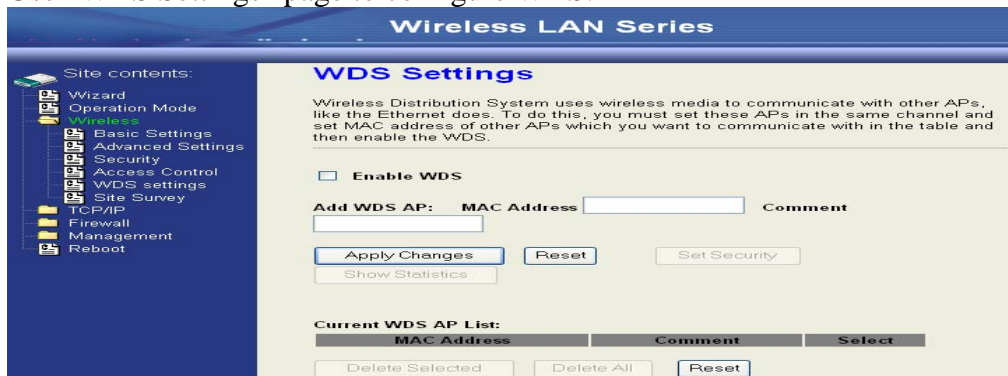 Wireless LAN Series
Site contents:
Wizard
Operation Mode
Wireless
Basic Settings
Advanced Settings
Security
Access Control
WDS settings
Site Survey
TCP/IP
Firewall
Management
Reboot
WDS Settings
Wireless Distribution System uses wireless media to communicate with other APs,
like the Ethernet does. To do this, you must set these APs in the same channel and
set MAC address of other APs which you want to communicate with in the table and
then enable the WDS.
Enable WDS
Add WDS AP: MAC Address Comment
Apply Changes Reset Set Security
Show Statistics
Current WDS AP List:
MAC Address Comment Select
Delete Selected Delete All Reset